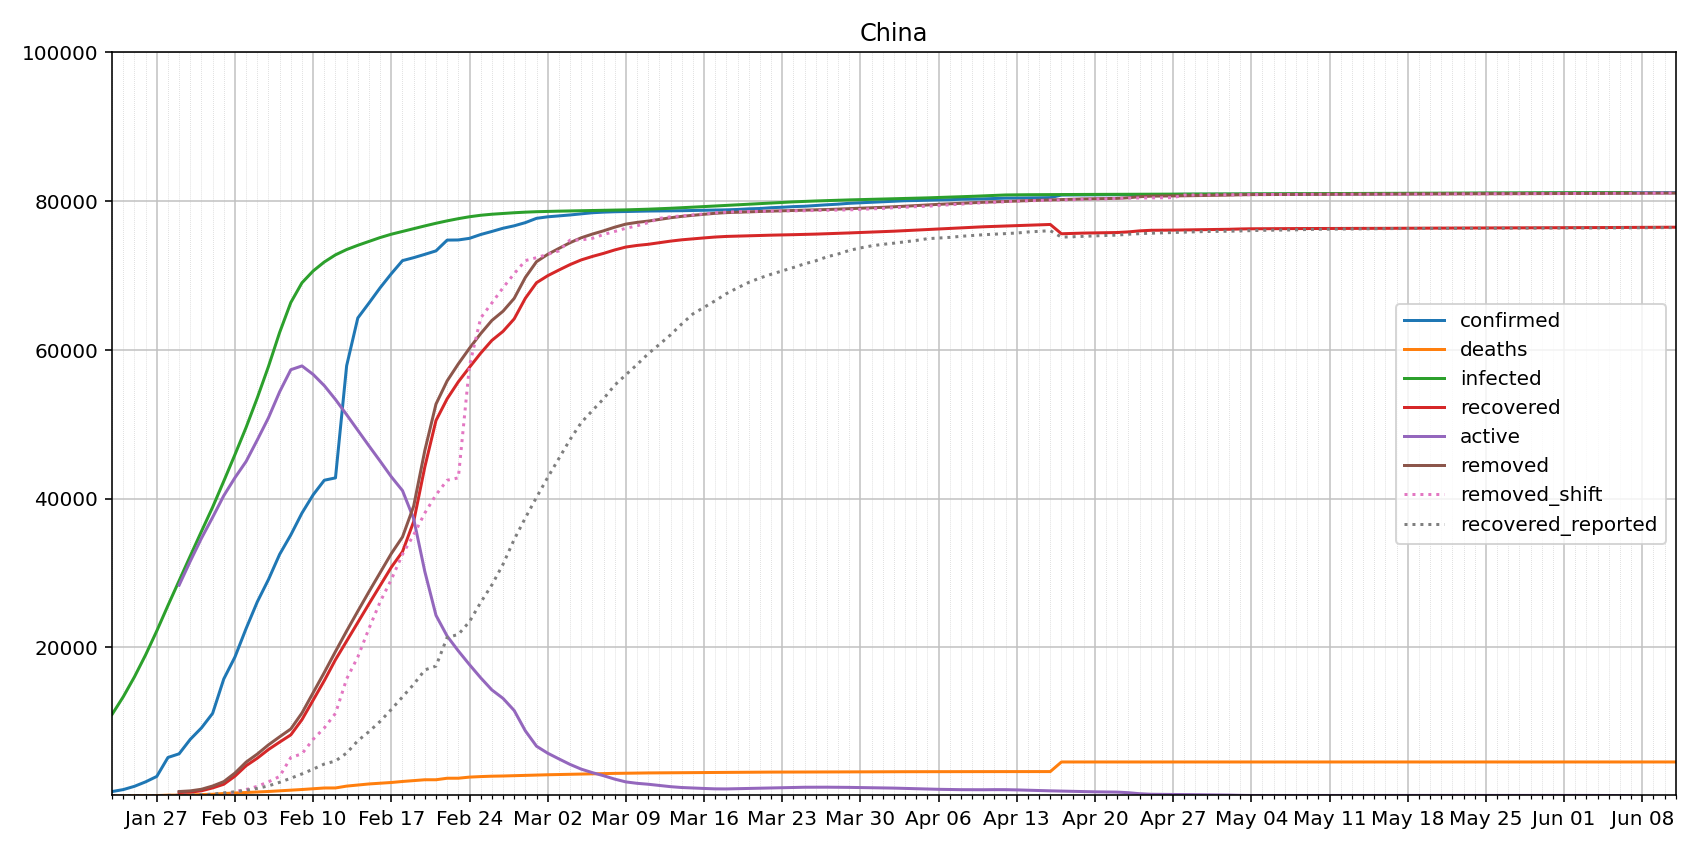 China
100000
80000
60000
40000
20000
confirmed
deaths
infected
recovered
active
removed
removed_shift
recovered_reported
Jan 27 Feb 03 Feb 10 Feb 17 Feb 24 Mar 02 Mar 09 Mar 16 Mar 23 Mar 30 Apr 06 Apr 13 Apr 20 Apr 27 May 04 May 11 May 18 May 25 Jun 01 Jun 08